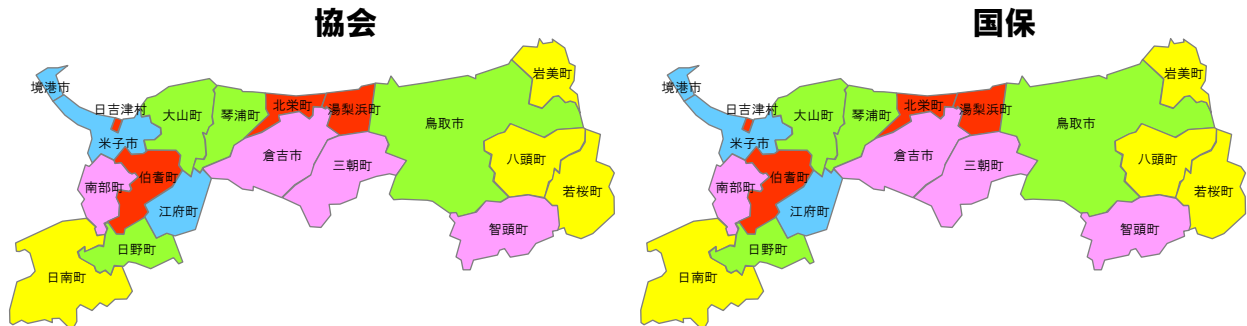 協会
国保
岩美町
境港市
日吉津村
大山町
琴浦町
北栄町
湯梨浜町
鳥取市
米子市
倉吉市
三朝町
八頭町
伯耆町
南部町
若桜町
江府町
智頭町
日野町
日南町
岩美町
境港市
日吉津村
大山町
琴浦町
北栄町
湯梨浜町
鳥取市
米子市
倉吉市
三朝町
八頭町
伯耆町
南部町
若桜町
江府町
智頭町
日野町
日南町